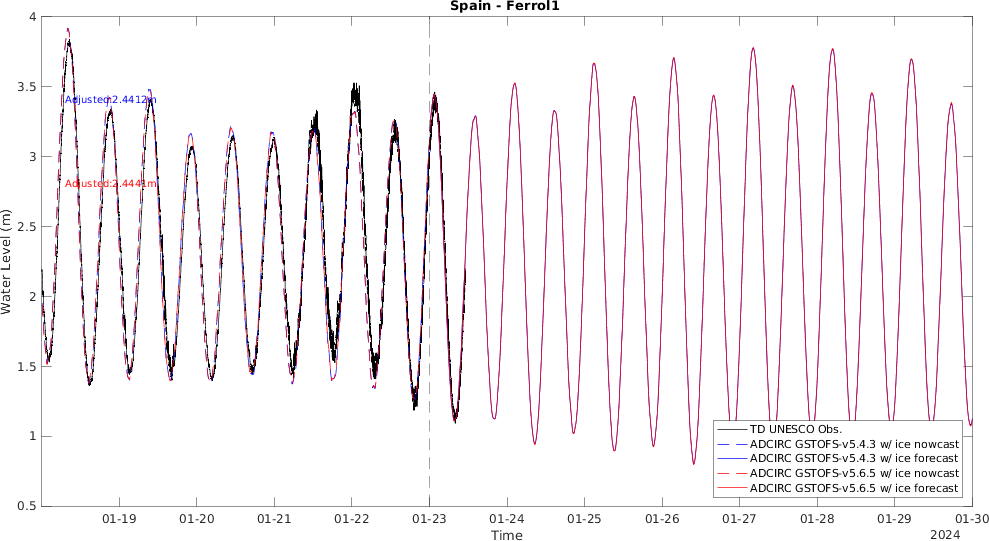 Spain - Ferrol1
4
3.5
3
2.5
2
1.5
1
0.5
Water Level (m)
Adjusted:2.4412m
Adjusted:2.4441m
TD UNESCO Obs.
ADCIRC GSTOFS-v5.4.3 w/ ice nowcast
ADCIRC GSTOFS-v5.4.3 w/ ice forecast
ADCIRC GSTOFS-v5.6.5 w/ ice nowcast
ADCIRC GSTOFS-v5.6.5 w/ ice forecast
01-19 01-20 01-21 01-22 01-23 01-24 01-25 01-26 01-27 01-28 01-29 01-30
Time
2024